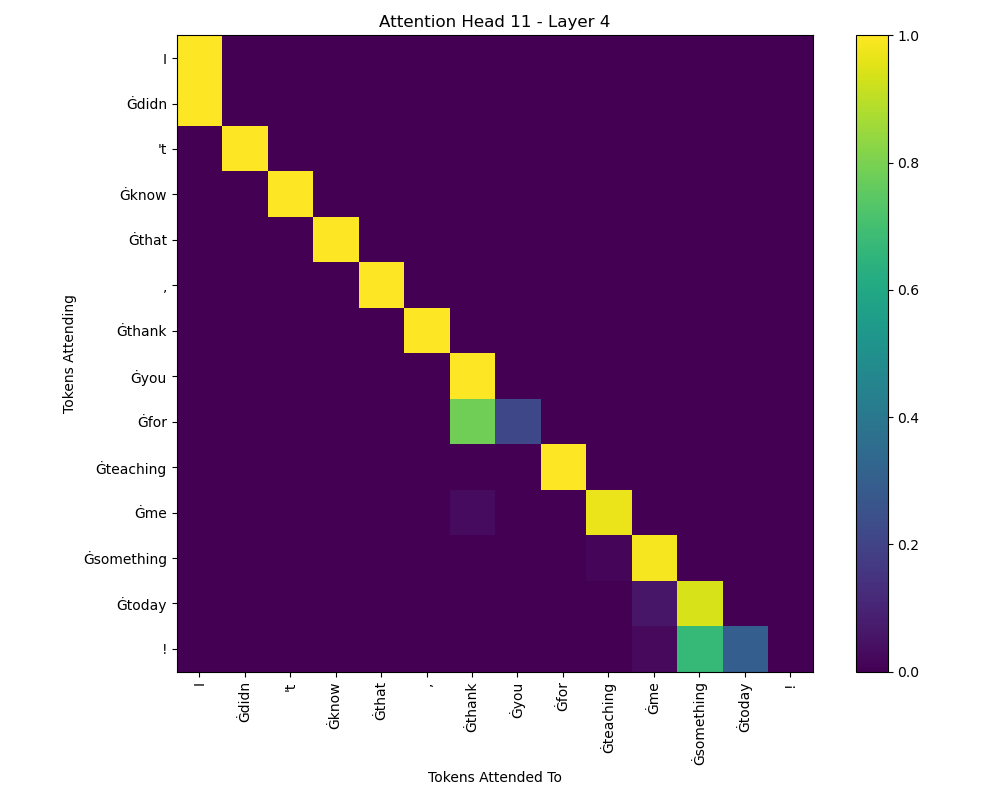 Attention Head 11 - Layer 4
Tokens Attending
I
Ġdidn
't
Ġknow
Ġthat
,
Ġthank
Ġyou
Ġfor
Ġteaching
Ġme
Ġsomething
Ġtoday
!
I
Ġdidn
't
Ġknow
Ġthat
,
Ġthank
Ġyou
Ġfor
Ġteaching
Ġme
Ġsomething
Ġtoday
!
Tokens Attended To
1.0
0.8
0.6
0.4
0.2
0.0